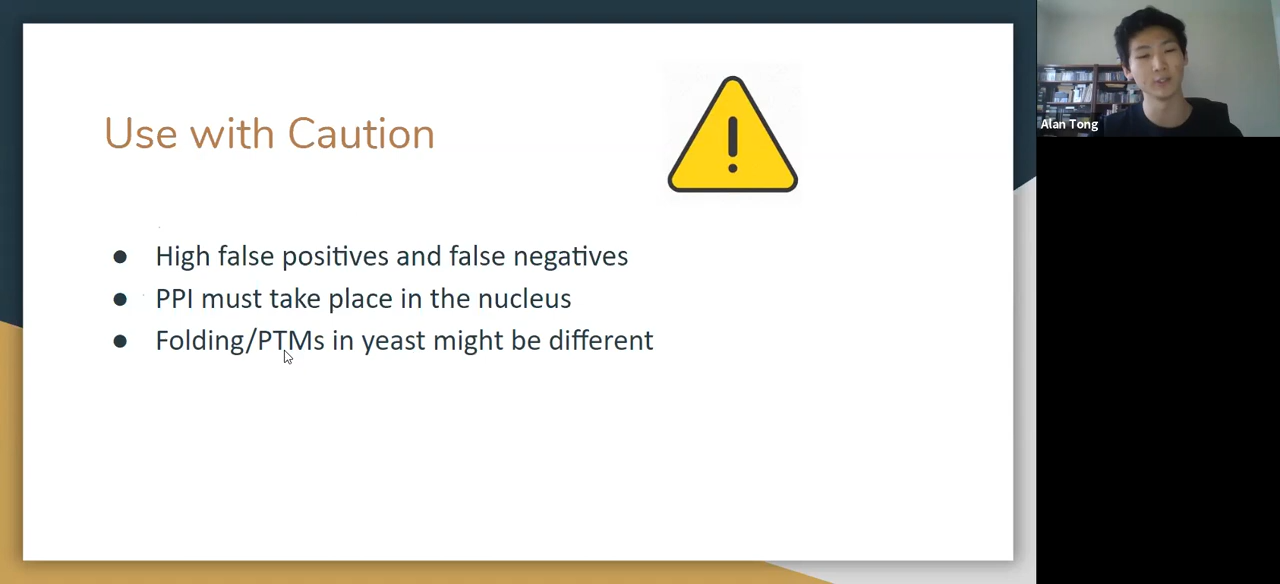 Use with Caution
High false positives and false negatives
PPI must take place in the nucleus
Folding/PTMs in yeast might be different
Alan Tong